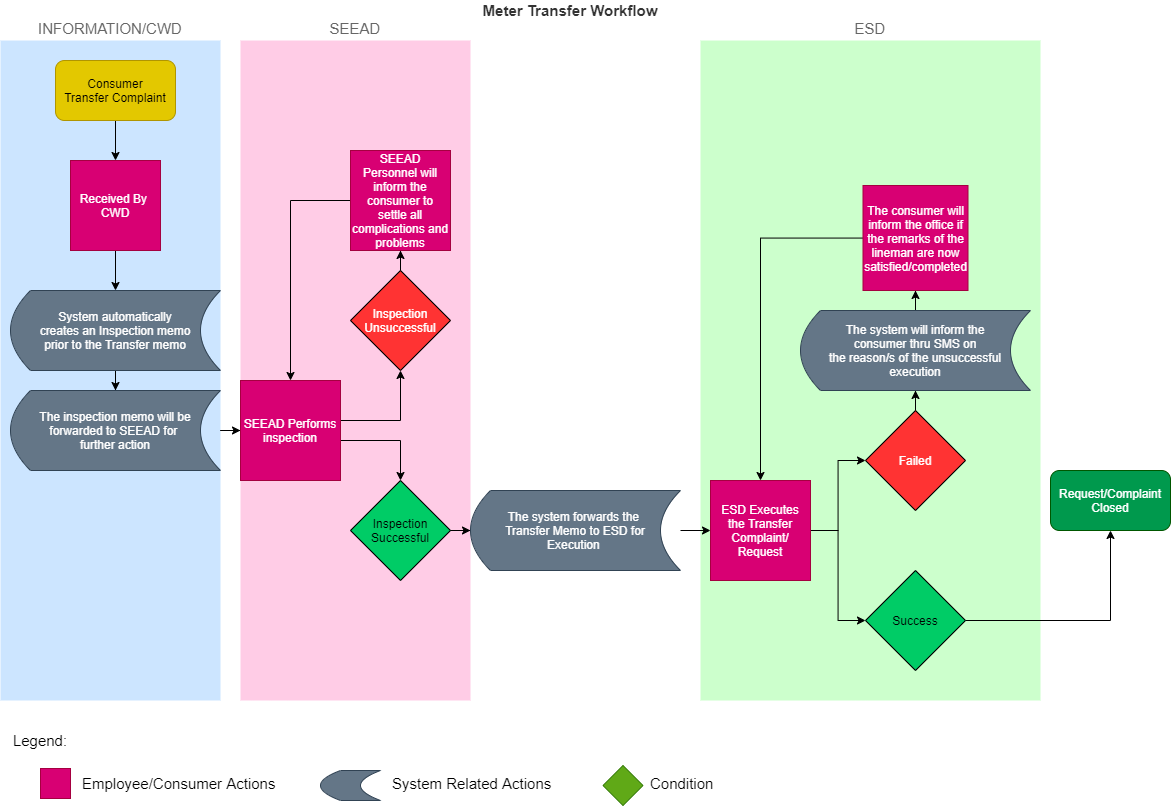 Meter Transfer Workflow
INFORMATION/CWD
SEEAD
ESD
Consumer
Transfer Complaint
Received By
CWD
System automatically
creates an Inspection memo
prior to the Transfer memo
The inspection memo will be
forwarded to SEEAD for
further action
SEEAD
Personnel will
inform the
consumer to
settle all
complications and
problems
Inspection
Unsuccessful
SEEAD Performs
inspection
Inspection
Successful
The system forwards the
Transfer Memo to ESD for
Execution
The consumer will
inform the office if
the remarks of the
lineman are now
satisfied/completed
The system will inform the
consumer thru SMS on
the reason/s of the unsuccessful
execution
Failed
ESD Executes
the Transfer
Complaint/
Request
Success
Request/Complaint
Closed
Legend:
Employee/Consumer Actions
System Related Actions
Condition